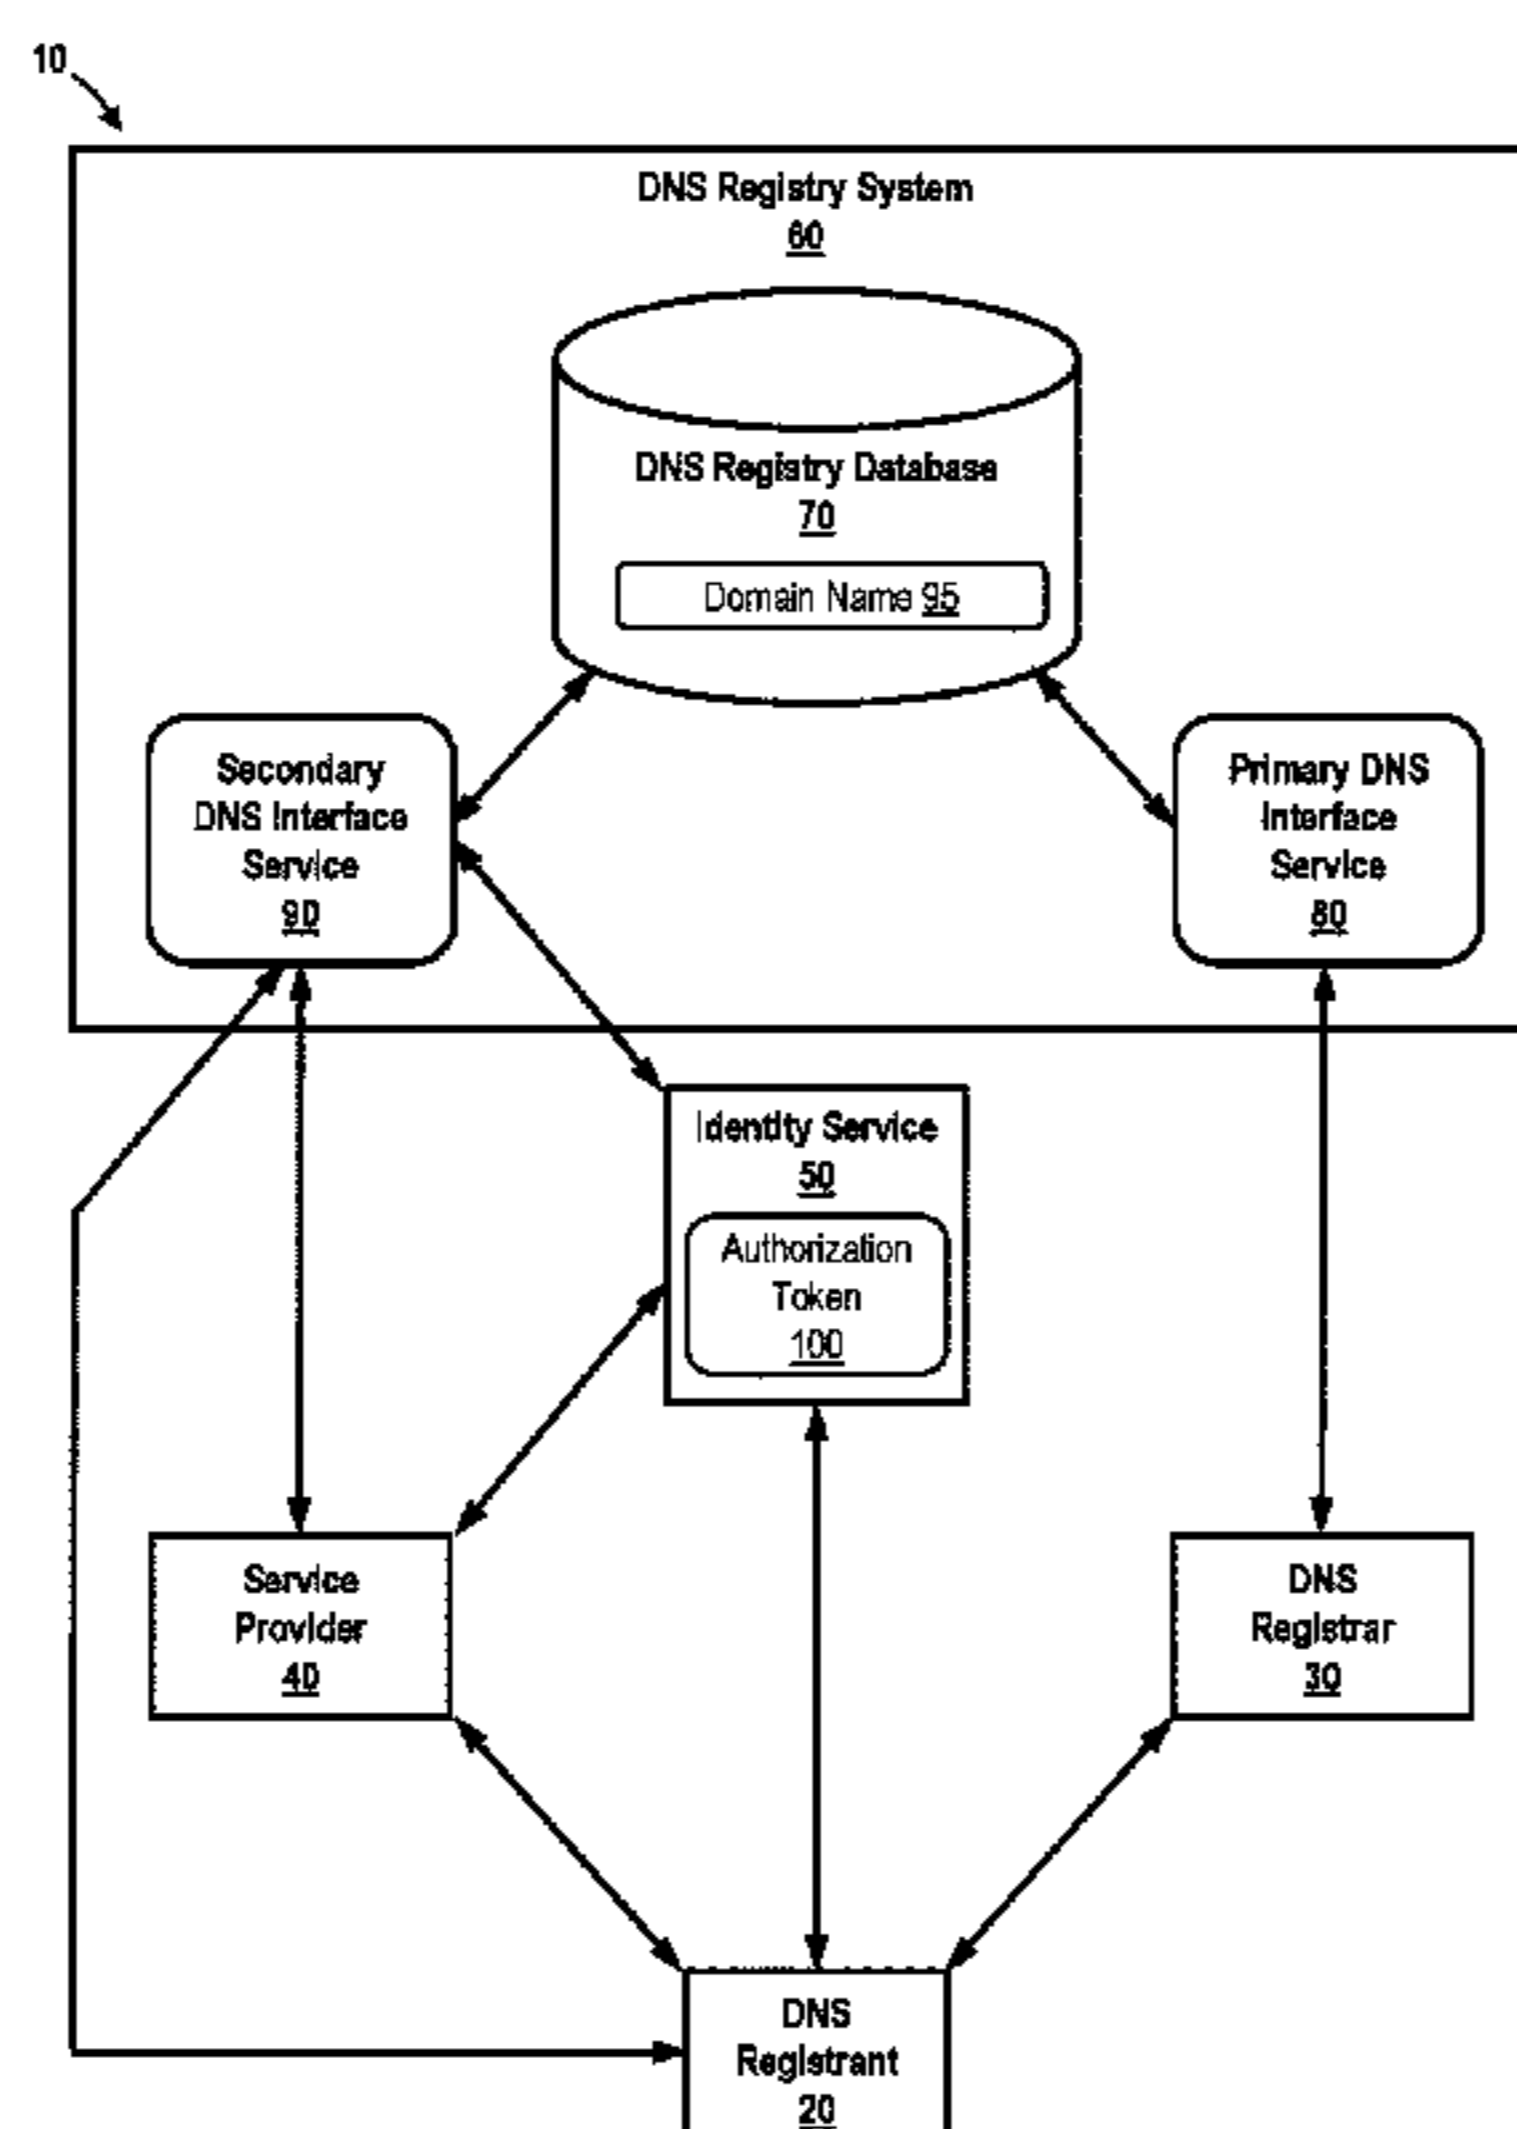 10
DNS Registry System
60
DNS Registry Database
70
Domain Name 95
Secondary
DNS Interface
Service
90
Primary DNS
Interface
Service
80
Identity Service
50
Authorization
Token
100
Service
Provider
40
DNS
Registrar
30
DNS
Registrant
20